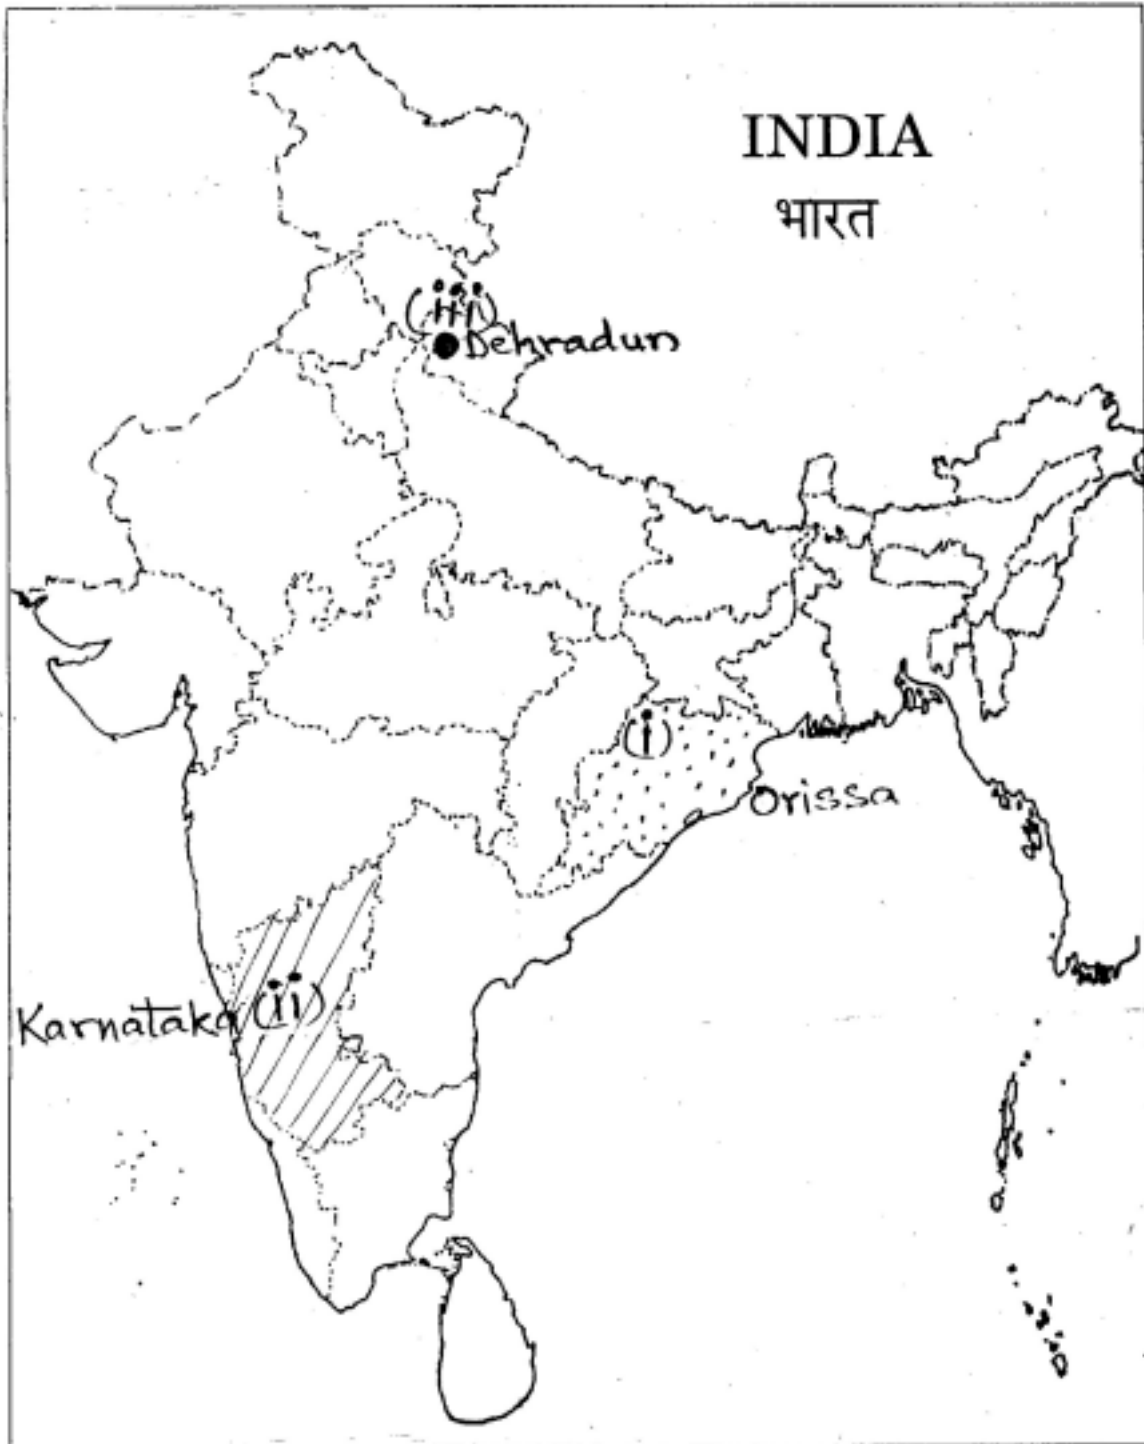 INDIA
भारत
(iii)
Dehradun
(i)
Orissa
Karnataka (ii)